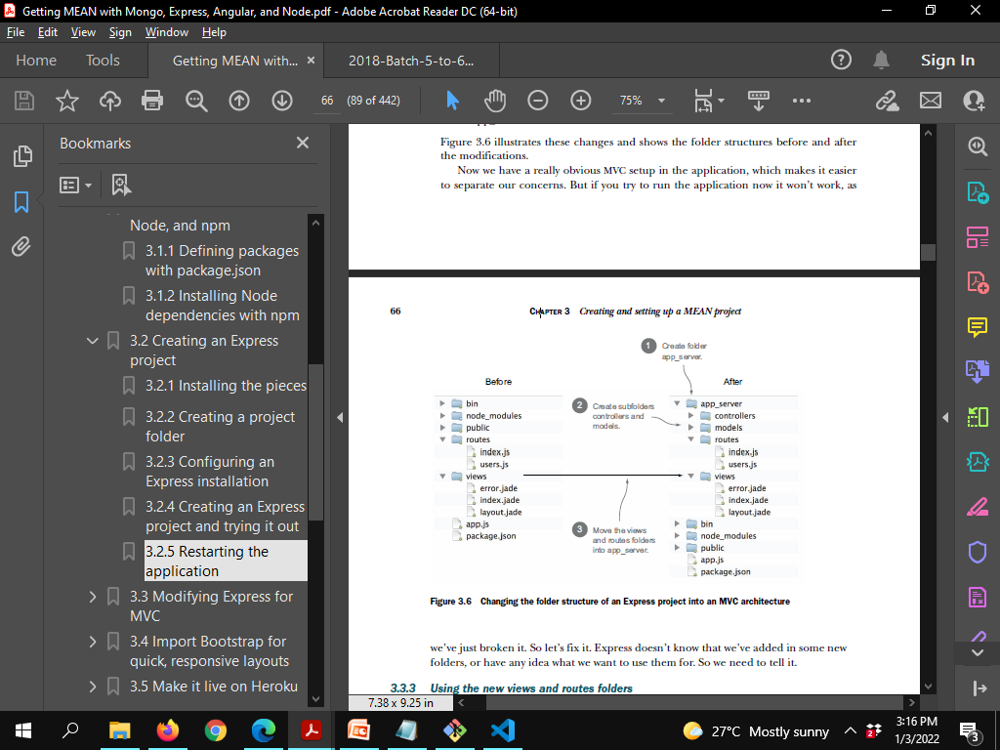 Getting MEAN with Mongo, Express, Angular, and Node.pdf - Adobe Acrobat Reader DC (64-bit)
File Edit View Sign Window Help
Home Tools Getting MEAN with... × 2018-Batch-5-to-6... Sign In
66 (89 of 442) 75%
Bookmarks
Node, and npm
3.1.1 Defining packages
with package.json
3.1.2 Installing Node
dependencies with npm
3.2 Creating an Express
project
3.2.1 Installing the pieces
3.2.2 Creating a project
folder
3.2.3 Configuring an
Express installation
3.2.4 Creating an Express
project and trying it out
3.2.5 Restarting the
application
3.3 Modifying Express for
MVC
3.4 Import Bootstrap for
quick, responsive layouts
3.5 Make it live on Heroku
Figure 3.6 illustrates these changes and shows the folder structures before and after
the modifications.
Now we have a really obvious MVC setup in the application, which makes it easier
to separate our concerns. But if you try to run the application now it won't work, as
66 CHAPTER 3 Creating and setting up a MEAN project
1 Create folder
app_server.
Before
bin
node_modules
public
routes
index.js
users.js
views
error.jade
index.jade
layout.jade
app.js
package.json
2 Create subfolders
controllers and
models.
3 Move the views
and routes folders
into app_server.
After
app_server
controllers
models
routes
index.js
users.js
views
error.jade
index.jade
layout.jade
bin
node_modules
public
app.js
package.json
Figure 3.6 Changing the folder structure of an Express project into an MVC architecture
we've just broken it. So let's fix it. Express doesn't know that we've added in some new
folders, or have any idea what we want to use them for. So we need to tell it.
3.3.3 Using the new views and routes folders
7.38 x 9.25 in
27°C Mostly sunny
2
3:16 PM
1/3/2022
3